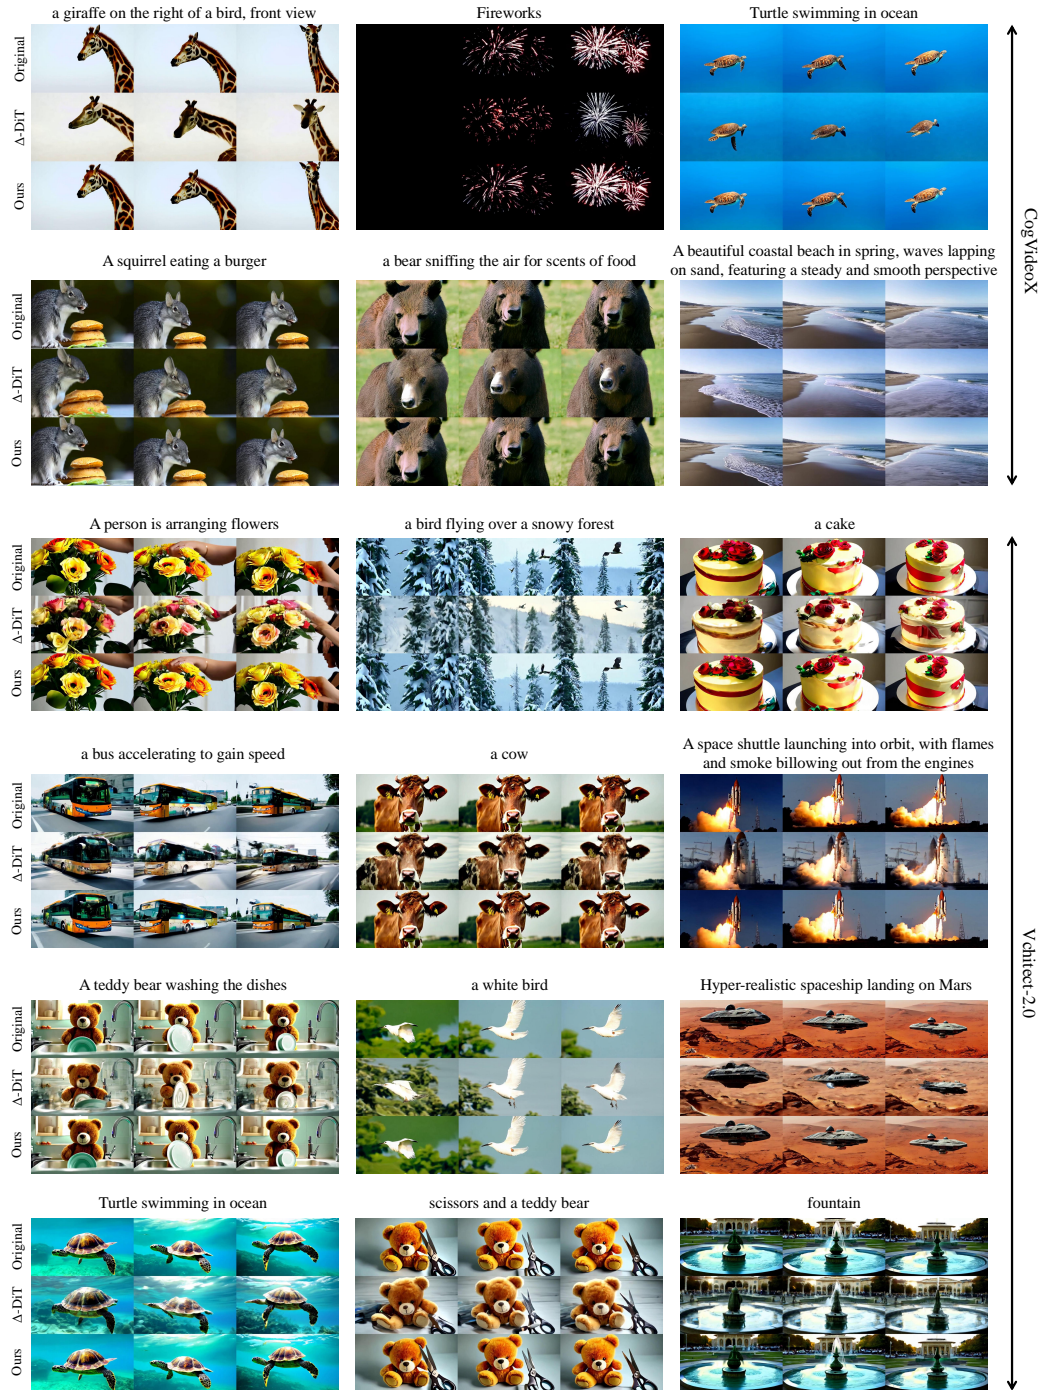 a giraffe on the right of a bird, front view
Fireworks
Turtle swimming in ocean
Original
Δ-DiT
Ours
A squirrel eating a burger
a bear sniffing the air for scents of food
A beautiful coastal beach in spring, waves lapping
on sand, featuring a steady and smooth perspective
Original
Δ-DiT
Ours
CogVideoX
A person is arranging flowers
a bird flying over a snowy forest
a cake
Original
Δ-DiT
Ours
a bus accelerating to gain speed
a cow
A space shuttle launching into orbit, with flames
and smoke billowing out from the engines
Original
Δ-DiT
Ours
A teddy bear washing the dishes
a white bird
Hyper-realistic spaceship landing on Mars
Original
Δ-DiT
Ours
Turtle swimming in ocean
scissors and a teddy bear
fountain
Original
Δ-DiT
Ours
Vchitect-2.0